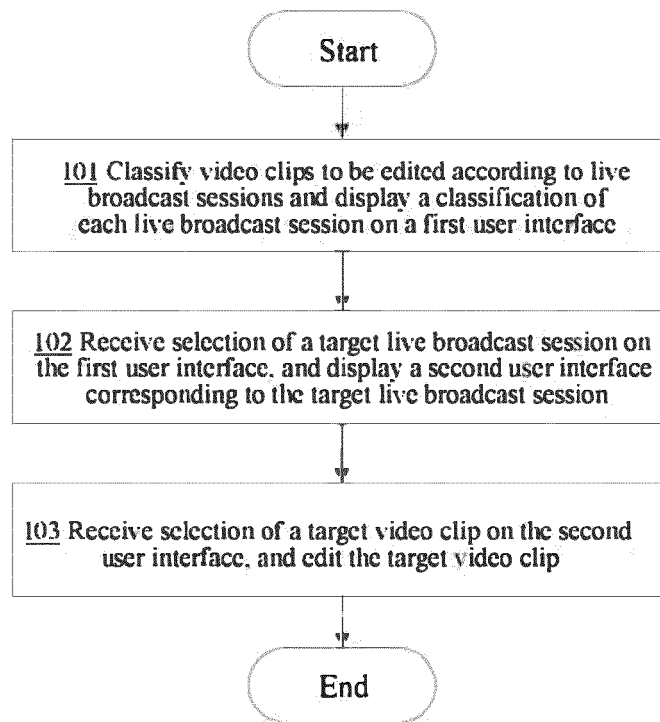 Start
101 Classify video clips to be edited according to live
broadcast sessions and display a classification of
each live broadcast session on a first user interface
102 Receive selection of a target live broadcast session on
the first user interface, and display a second user interface
corresponding to the target live broadcast session
103 Receive selection of a target video clip on the second
user interface, and edit the target video clip
End